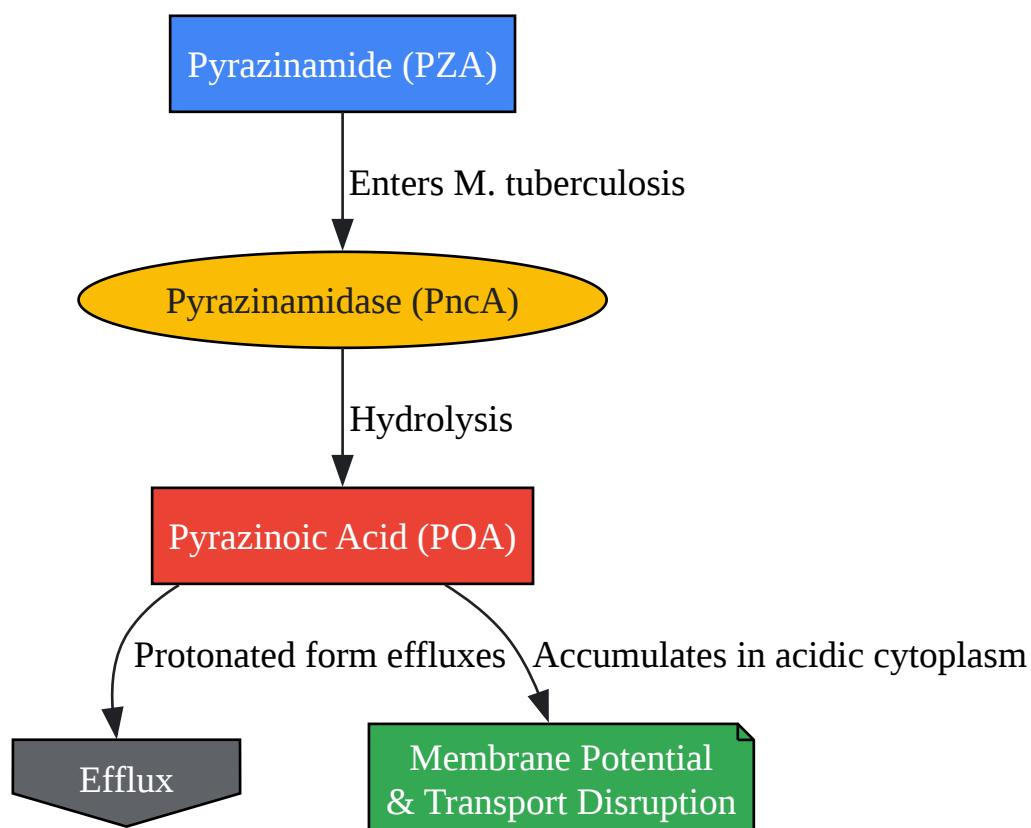 Pyrazinamide (PZA)
Enters M. tuberculosis
Pyrazinamidase (PncA)
Hydrolysis
Pyrazinoic Acid (POA)
Protonated form effluxes
Accumulates in acidic cytoplasm
Efflux
Membrane Potential
& Transport Disruption